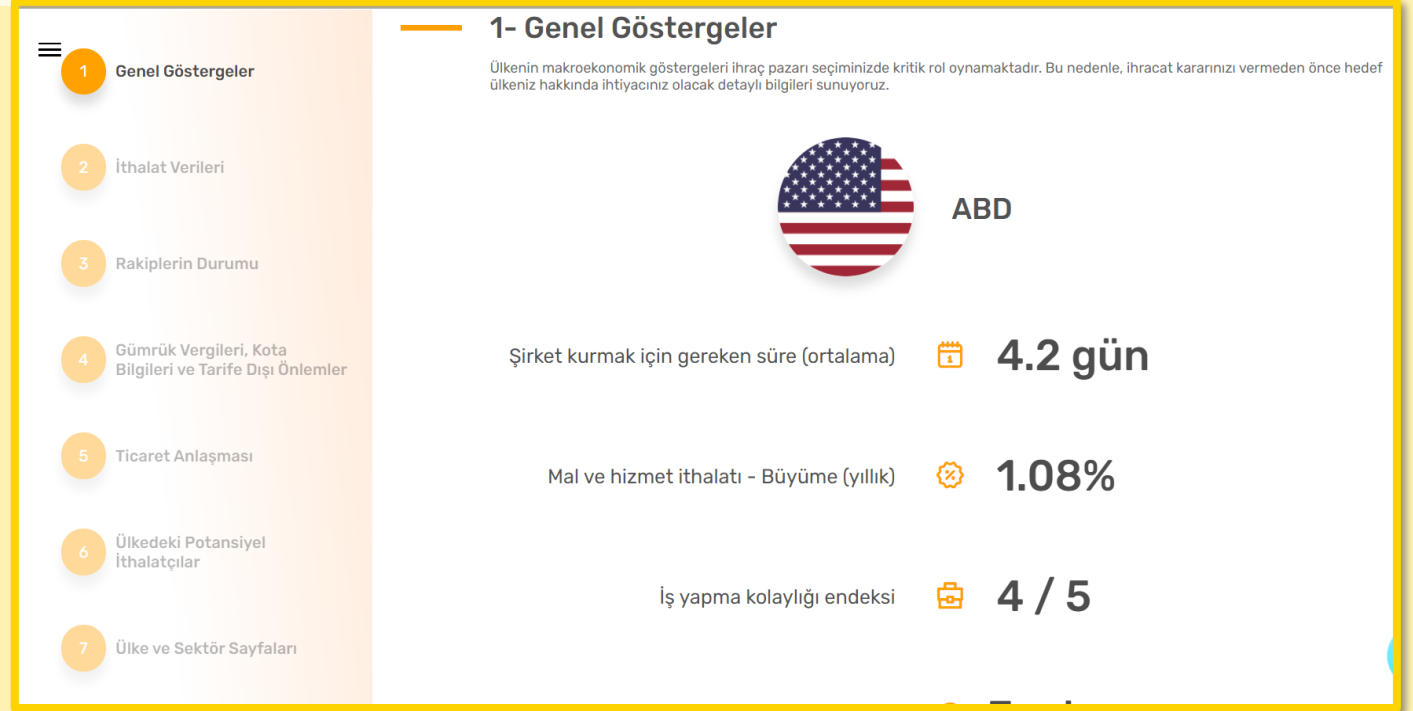 1
Genel Göstergeler
2
İthalat Verileri
3
Rakiplerin Durumu
4
Gümrük Vergileri, Kota
Bilgileri ve Tarife Dışı Önlemler
5
Ticaret Anlaşması
6
Ülkedeki Potansiyel
İthalatçılar
7
Ülke ve Sektör Sayfaları
1- Genel Göstergeler
Ülkenin makroekonomik göstergeleri ihraç pazarı seçiminizde kritik rol oynamaktadır. Bu nedenle, ihracat kararınızı vermeden önce hedef
ülkeniz hakkında ihtiyacınız olacak detaylı bilgileri sunuyoruz.
ABD
Şirket kurmak için gereken süre (ortalama)
4.2 gün
Mal ve hizmet ithalatı - Büyüme (yıllık)
1.08%
İş yapma kolaylığı endeksi
4 / 5